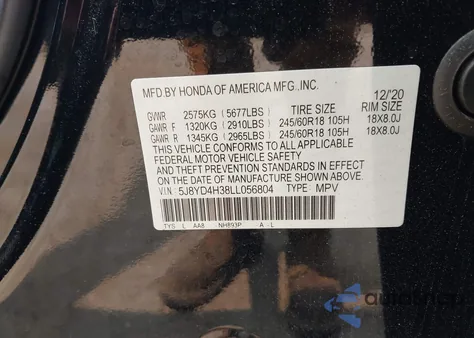 MFD BY HONDA OF AMERICA MFG.,INC. 12/'20
GVWR 2575KG (5677LBS) TIRE SIZE RIM SIZE
GAWR F 1320KG (2910LBS) 245/60R18 105H 18X8.0J
GAWR R 1345KG (2965LBS) 245/60R18 105H 18X8.0J
THIS VEHICLE CONFORMS TO ALL APPLICABLE
FEDERAL MOTOR VEHICLE SAFETY
AND THEFT PREVENTION STANDARDS IN EFFECT ON
THE DATE OF MANUFACTURE SHOWN ABOVE.
V.I.N: 5J8YD4H38LL056804 TYPE: MPV
TYS L AA8 NH893P A L